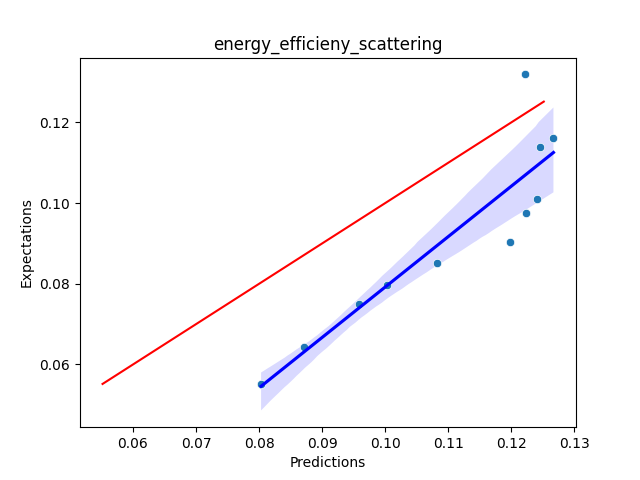 energy_efficieny_scattering
0.12
0.10
0.08
0.06
Expectations
0.06 0.07 0.08 0.09 0.10 0.11 0.12 0.13
Predictions